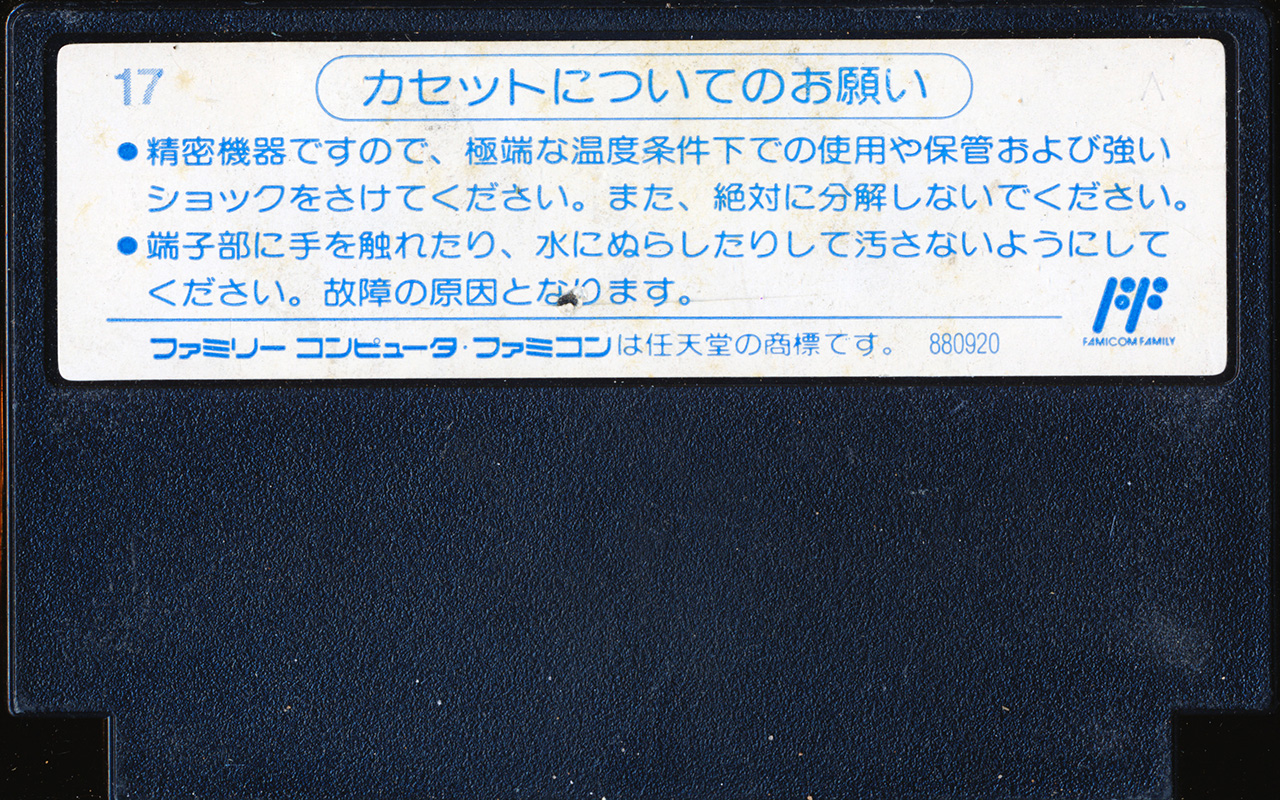 17
カセットについてのお願い
●精密機器ですので、極端な温度条件下での使用や保管および強い
ショックをさけてください。また、絶対に分解しないでください。
●端子部に手を触れたり、水にぬらしたりして汚さないようにして
ください。故障の原因となります。
ファミリー コンピュータ・ファミコンは任天堂の商標です。 880920
FAMICOM FAMILY